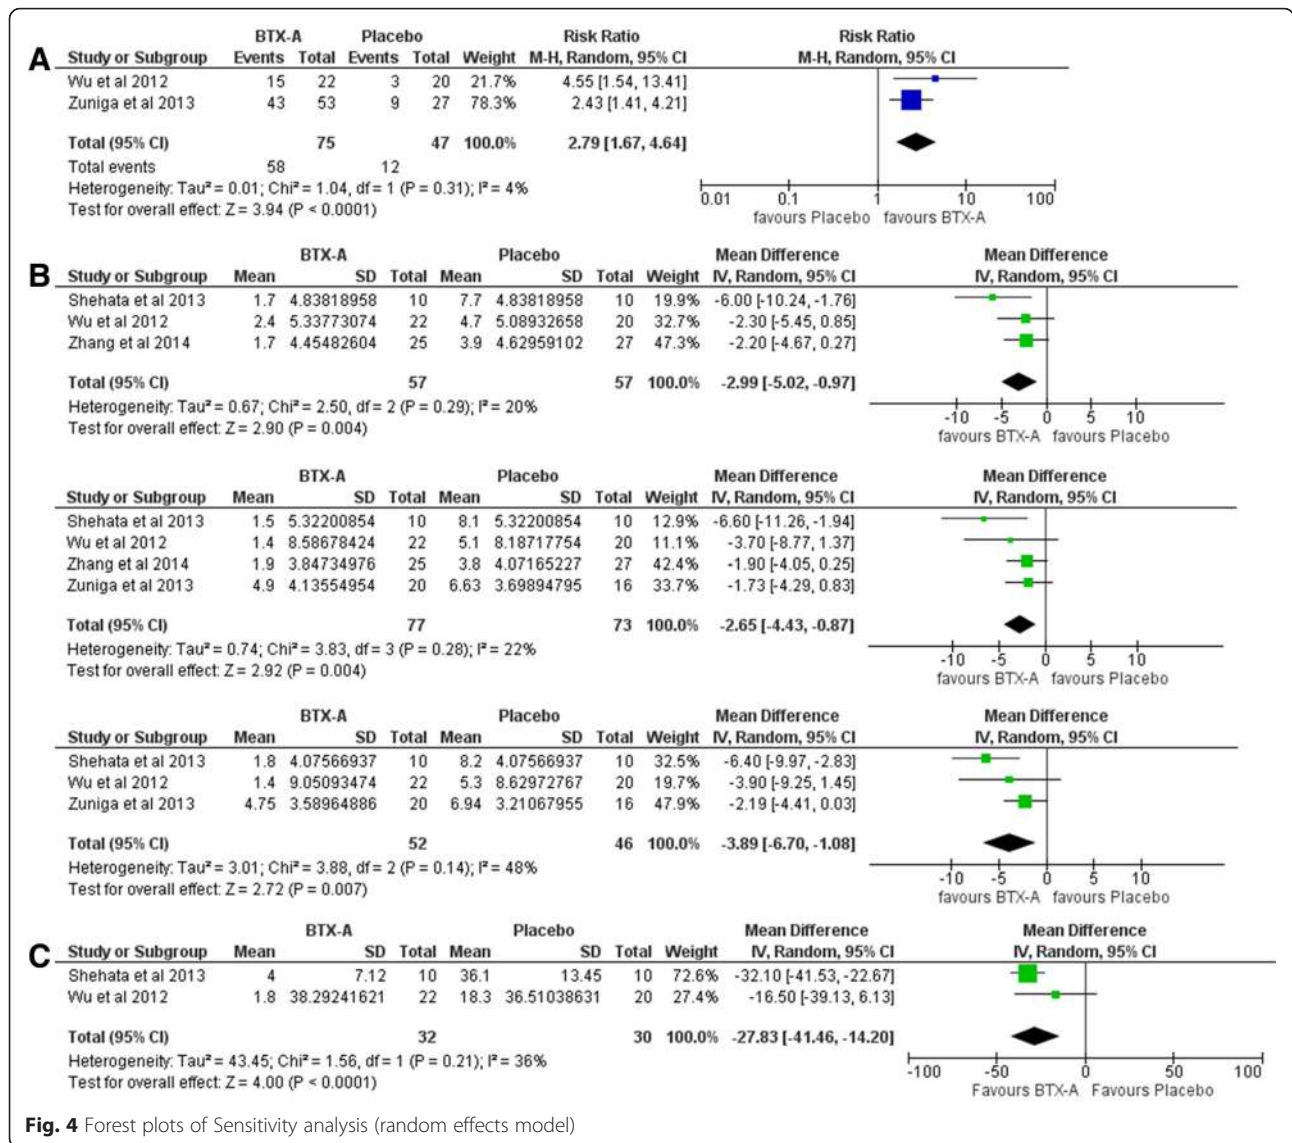 A
BTX-A Placebo Risk Ratio Risk Ratio
Study or Subgroup Events Total Events Total Weight M-H, Random, 95% CI M-H, Random, 95% CI
Wu et al 2012 15 22 3 20 21.7% 4.55 [1.54, 13.41]
Zuniga et al 2013 43 53 9 27 78.3% 2.43 [1.41, 4.21]
Total (95% CI) 75 47 100.0% 2.79 [1.67, 4.64]
Total events 58 12
Heterogeneity: Tau² = 0.01; Chi² = 1.04, df = 1 (P = 0.31); I² = 4%
Test for overall effect: Z = 3.94 (P < 0.0001)
0.01 0.1 1 10 100
favours Placebo favours BTX-A
B
BTX-A Placebo Mean Difference Mean Difference
Study or Subgroup Mean SD Total Mean SD Total Weight IV, Random, 95% CI IV, Random, 95% CI
Shehata et al 2013 1.7 4.83818958 10 7.7 4.83818958 10 19.9% -6.00 [-10.24, -1.76]
Wu et al 2012 2.4 5.33773074 22 4.7 5.08932658 20 32.7% -2.30 [-5.45, 0.85]
Zhang et al 2014 1.7 4.45482604 25 3.9 4.62959102 27 47.3% -2.20 [-4.67, 0.27]
Total (95% CI) 57 57 100.0% -2.99 [-5.02, -0.97]
Heterogeneity: Tau² = 0.67; Chi² = 2.50, df = 2 (P = 0.29); I² = 20%
Test for overall effect: Z = 2.90 (P = 0.004)
-10 -5 0 5 10
favours BTX-A favours Placebo
BTX-A Placebo Mean Difference Mean Difference
Study or Subgroup Mean SD Total Mean SD Total Weight IV, Random, 95% CI IV, Random, 95% CI
Shehata et al 2013 1.5 5.32200854 10 8.1 5.32200854 10 12.9% -6.60 [-11.26, -1.94]
Wu et al 2012 1.4 8.58678424 22 5.1 8.18717754 20 11.1% -3.70 [-8.77, 1.37]
Zhang et al 2014 1.9 3.84734976 25 3.8 4.07165227 27 42.4% -1.90 [-4.05, 0.25]
Zuniga et al 2013 4.9 4.13554954 20 6.63 3.69894795 16 33.7% -1.73 [-4.29, 0.83]
Total (95% CI) 77 73 100.0% -2.65 [-4.43, -0.87]
Heterogeneity: Tau² = 0.74; Chi² = 3.83, df = 3 (P = 0.28); I² = 22%
Test for overall effect: Z = 2.92 (P = 0.004)
-10 -5 0 5 10
favours BTX-A favours Placebo
BTX-A Placebo Mean Difference Mean Difference
Study or Subgroup Mean SD Total Mean SD Total Weight IV, Random, 95% CI IV, Random, 95% CI
Shehata et al 2013 1.8 4.07566937 10 8.2 4.07566937 10 32.5% -6.40 [-9.97, -2.83]
Wu et al 2012 1.4 9.05093474 22 5.3 8.62972767 20 19.7% -3.90 [-9.25, 1.45]
Zuniga et al 2013 4.75 3.58964886 20 6.94 3.21067955 16 47.9% -2.19 [-4.41, 0.03]
Total (95% CI) 52 46 100.0% -3.89 [-6.70, -1.08]
Heterogeneity: Tau² = 3.01; Chi² = 3.88, df = 2 (P = 0.14); I² = 48%
Test for overall effect: Z = 2.72 (P = 0.007)
-10 -5 0 5 10
favours BTX-A favours Placebo
C
BTX-A Placebo Mean Difference Mean Difference
Study or Subgroup Mean SD Total Mean SD Total Weight IV, Random, 95% CI IV, Random, 95% CI
Shehata et al 2013 4 7.12 10 36.1 13.45 10 72.6% -32.10 [-41.53, -22.67]
Wu et al 2012 1.8 38.29241621 22 18.3 36.51038631 20 27.4% -16.50 [-39.13, 6.13]
Total (95% CI) 32 30 100.0% -27.83 [-41.46, -14.20]
Heterogeneity: Tau² = 43.45; Chi² = 1.56, df = 1 (P = 0.21); I² = 36%
Test for overall effect: Z = 4.00 (P < 0.0001)
-100 -50 0 50 100
Favours BTX-A Favours Placebo
Fig. 4 Forest plots of Sensitivity analysis (random effects model)